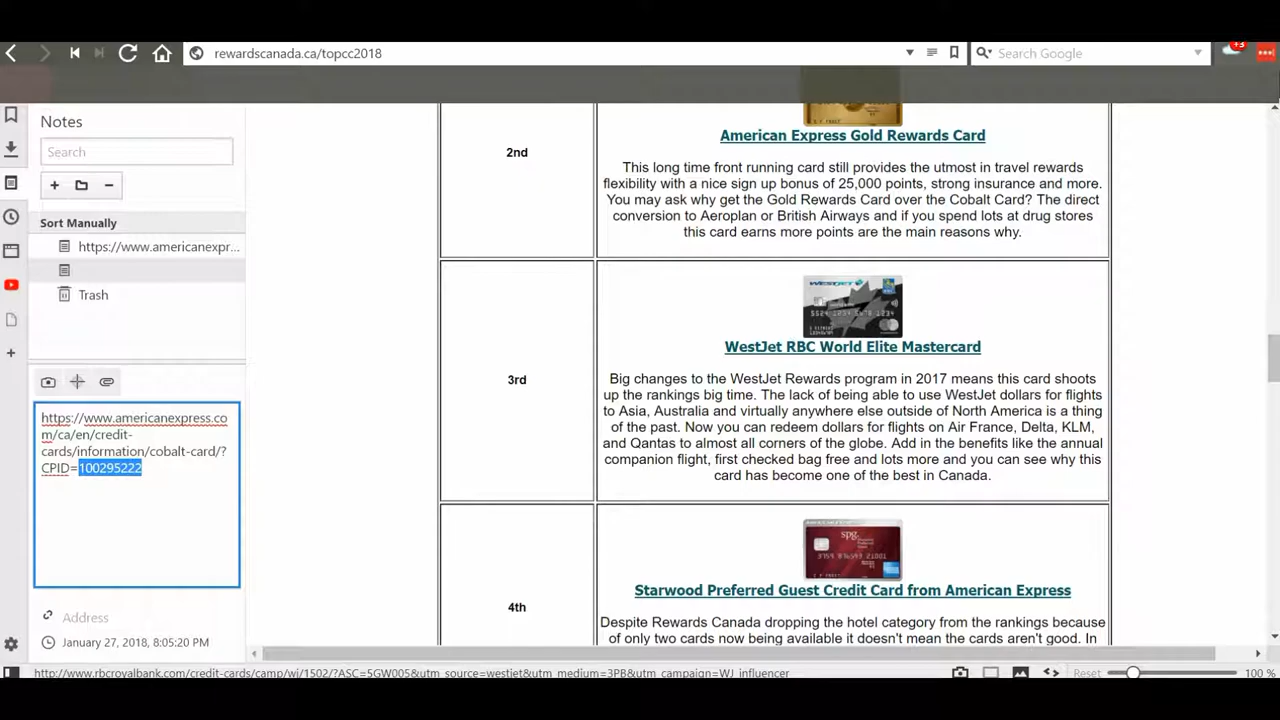 rewardscanada.ca/topcc2018
Search Google
+3
Notes
Search
Sort Manually
https://www.americanexpr...
Trash
https://www.americanexpress.co
m/ca/en/credit-
cards/information/cobalt-card/?
CPID=100295222
Address
January 27, 2018, 8:05:20 PM
2nd
American Express Gold Rewards Card
This long time front running card still provides the utmost in travel rewards
flexibility with a nice sign up bonus of 25,000 points, strong insurance and more.
You may ask why get the Gold Rewards Card over the Cobalt Card? The direct
conversion to Aeroplan or British Airways and if you spend lots at drug stores
this card earns more points are the main reasons why.
3rd
WESTJET
WestJet RBC World Elite Mastercard
Big changes to the WestJet Rewards program in 2017 means this card shoots
up the rankings big time. The lack of being able to use WestJet dollars for flights
to Asia, Australia and virtually anywhere else outside of North America is a thing
of the past. Now you can redeem dollars for flights on Air France, Delta, KLM,
and Qantas to almost all corners of the globe. Add in the benefits like the annual
companion flight, first checked bag free and lots more and you can see why this
card has become one of the best in Canada.
4th
spg
Starwood Preferred Guest Credit Card from American Express
Despite Rewards Canada dropping the hotel category from the rankings because
of only two cards now being available it doesn't mean the cards aren't good. In
http://www.rbcroyalbank.com/credit-cards/camp/wj/1502/?ASC=5GW005&utm_source=westjet&utm_medium=3PB&utm_campaign=WJ_influencer
Reset
100 %